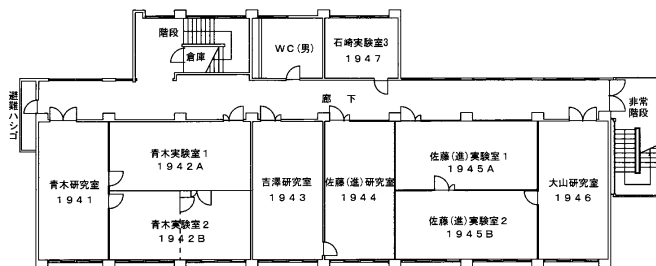 階段
倉庫
WC(男)
石崎実験室3
1947
避難ハシゴ
廊下
非常
階段
青木研究室
1941
青木実験室1
1942A
青木実験室2
1942B
吉澤研究室
1943
佐藤(進)研究室
1944
佐藤(進)実験室1
1945A
佐藤(進)実験室2
1945B
大山研究室
1946